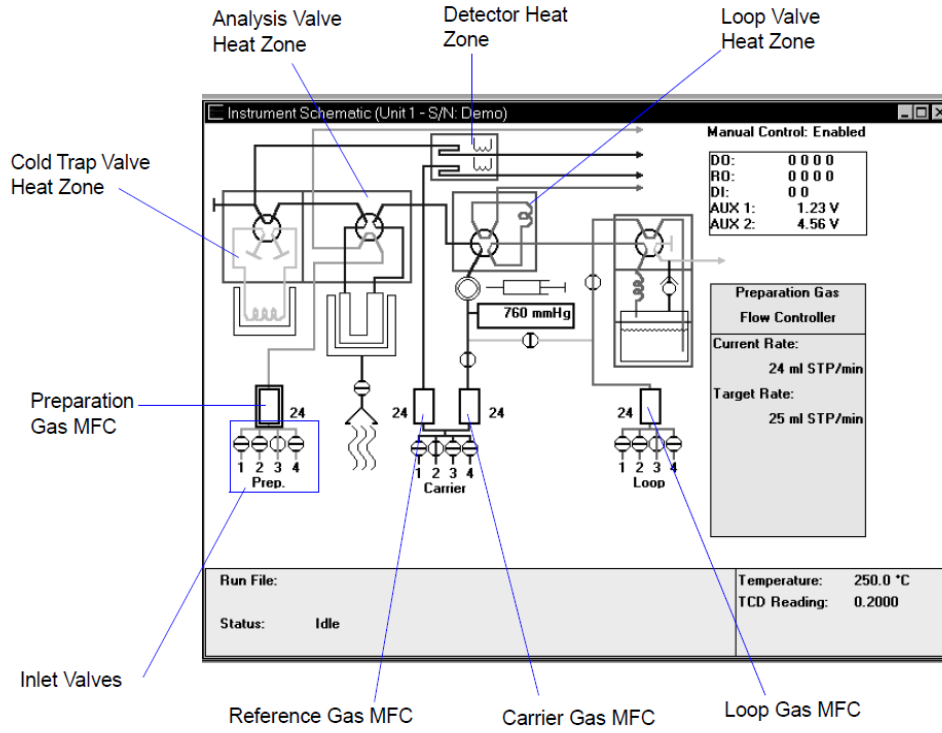 Analysis Valve
Heat Zone
Detector Heat
Zone
Loop Valve
Heat Zone
Cold Trap Valve
Heat Zone
Instrument Schematic (Unit 1 - S/N: Demo)
Manual Control: Enabled
DO: 0 0 0 0
RO: 0 0 0 0
DI: 0 0
AUX 1: 1.23 V
AUX 2: 4.56 V
760 mmHg
Preparation Gas
Flow Controller
Current Rate:
24 ml STP/min
Target Rate:
25 ml STP/min
Preparation
Gas MFC
24
24
24
24
1 2 3 4
Prep.
1 2 3 4
Carrier
1 2 3 4
Loop
Run File:
Status: Idle
Temperature: 250.0 °C
TCD Reading: 0.2000
Inlet Valves
Reference Gas MFC
Carrier Gas MFC
Loop Gas MFC